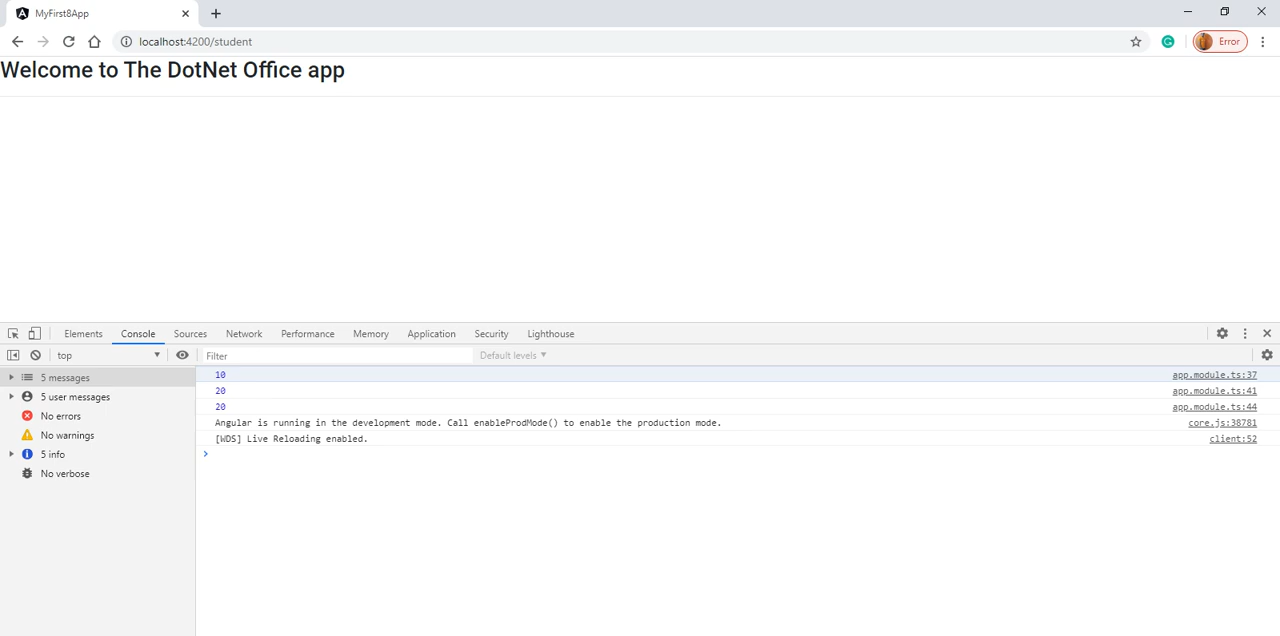 MyFirst8App
localhost:4200/student
Error
Welcome to The DotNet Office app
Elements Console Sources Network Performance Memory Application Security Lighthouse
top Filter Default levels
5 messages
5 user messages
No errors
No warnings
5 info
No verbose
10 app.module.ts:37
20 app.module.ts:41
20 app.module.ts:44
Angular is running in the development mode. Call enableProdMode() to enable the production mode. core.js:38781
[WDS] Live Reloading enabled. client:52